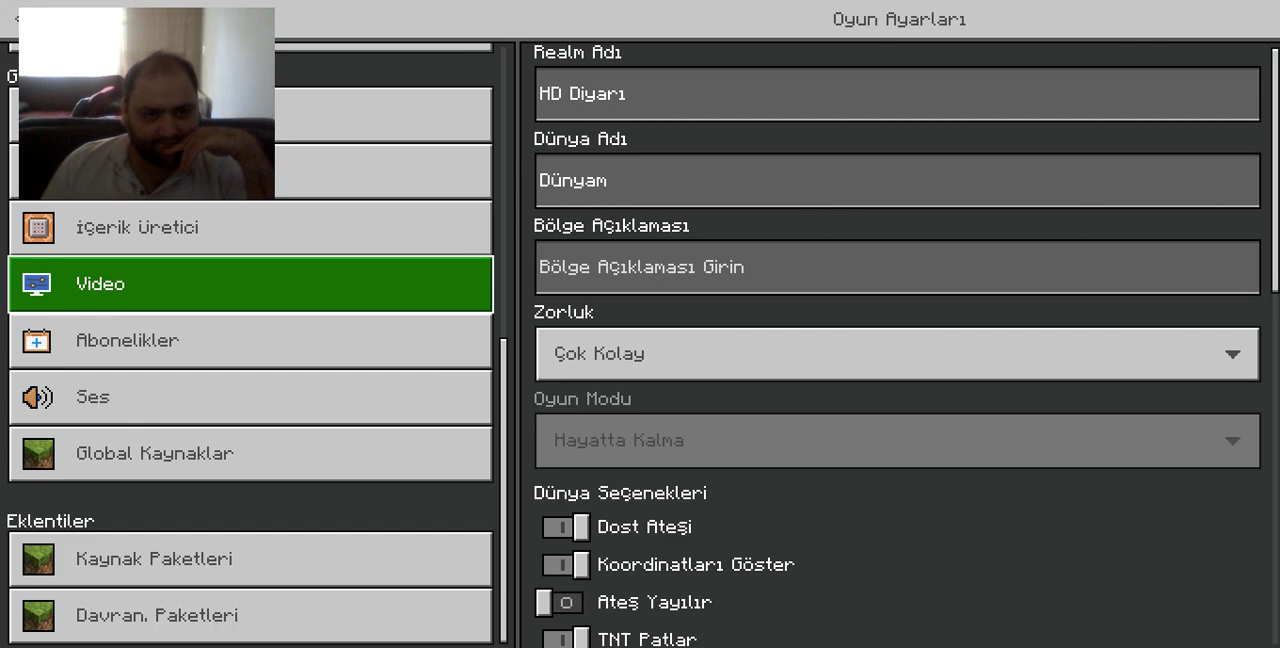 Oyun Ayarları
G
İçerik Üretici
Video
Abonelikler
Ses
Global Kaynaklar
Eklentiler
Kaynak Paketleri
Davran. Paketleri
Realm Adı
HD Diyarı
Dünya Adı
Dünyam
Bölge Açıklaması
Bölge Açıklaması Girin
Zorluk
Çok Kolay
Oyun Modu
Hayatta Kalma
Dünya Seçenekleri
Dost Ateşi
Koordinatları Göster
Ateş Yayılır
TNT Patlar